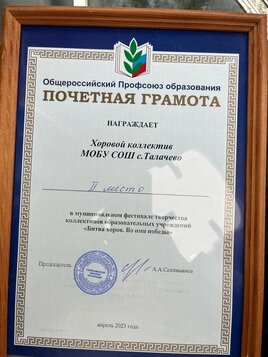 Общероссийский Профсоюз образования
ПОЧЕТНАЯ ГРАМОТА
НАГРАЖДАЕТ
Хоровой коллектив
МОБУ СОШ с.Талачево
II место
в муниципальном фестивале творчества
коллективов образовательных учреждений
«Битва хоров. Во имя победы»
Председатель
А.А.Салимьянов
апрель 2025 года